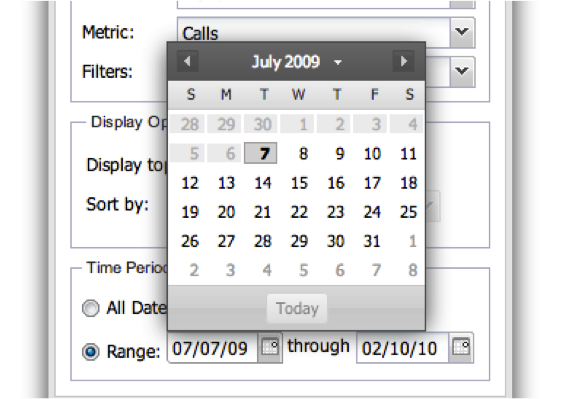 Metric: Calls
Filters:
July 2009
S M T W T F S
28 29 30 1 2 3 4
5 6 7 8 9 10 11
12 13 14 15 16 17 18
19 20 21 22 23 24 25
26 27 28 29 30 31 1
2 3 4 5 6 7 8
Today
Display Op
Display to
Sort by:
Time Perio
All Date
Range: 07/07/09 through 02/10/10